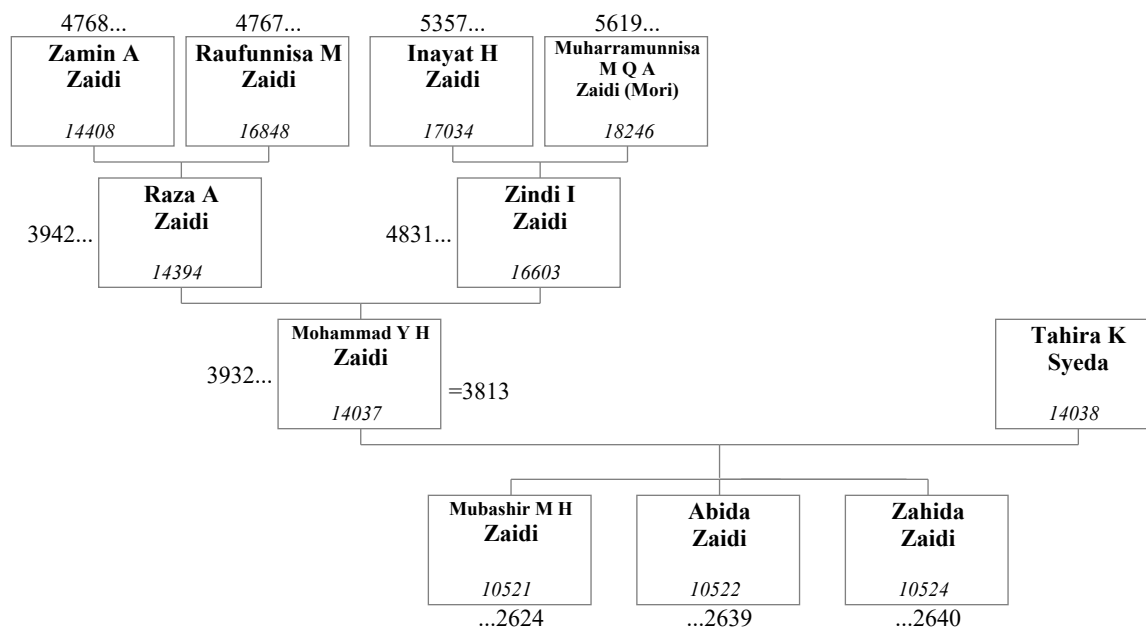 4768...
4767...
5357...
5619...
Zamin A
Zaidi
14408
Raufunnisa M
Zaidi
16848
Inayat H
Zaidi
17034
Muharramunnisa
M Q A
Zaidi (Mori)
18246
3942...
Raza A
Zaidi
14394
4831...
Zindi I
Zaidi
16603
3932...
Mohammad Y H
Zaidi
14037
=3813
Tahira K
Syeda
14038
Mubashir M H
Zaidi
10521
...2624
Abida
Zaidi
10522
...2639
Zahida
Zaidi
10524
...2640